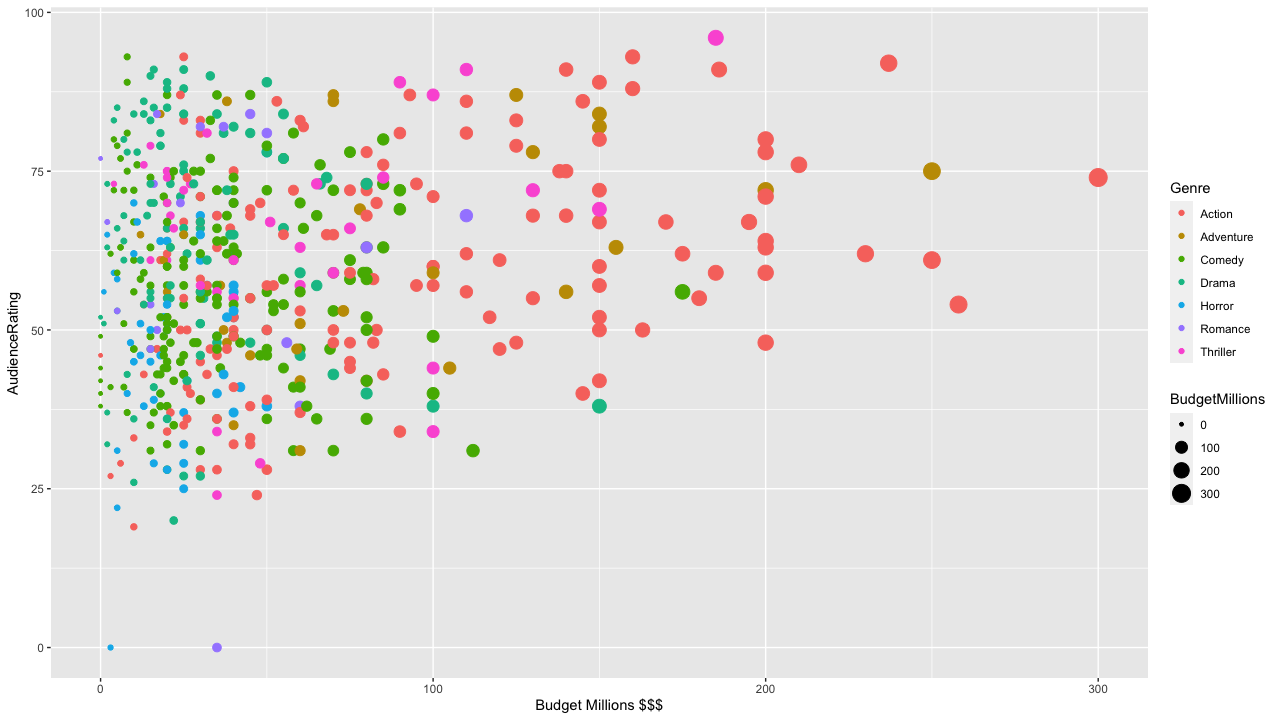 100
75
50
25
0
AudienceRating
0
100
200
300
Budget Millions $$$
Genre
Action
Adventure
Comedy
Drama
Horror
Romance
Thriller
BudgetMillions
0
100
200
300